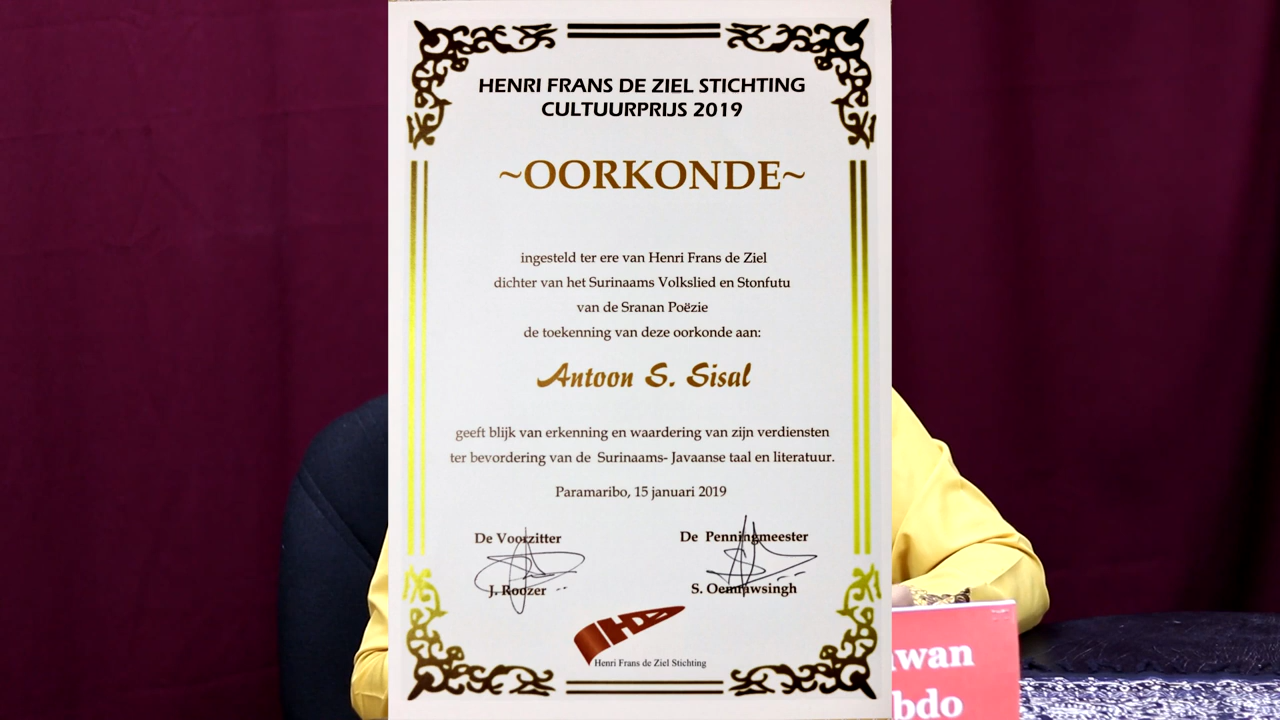 HENRI FRANS DE ZIEL STICHTING
CULTUURPRIJS 2019
~OORKONDE~
ingesteld ter ere van Henri Frans de Ziel
dichter van het Surinaams Volkslied en Stonfutu
van de Sranan Poëzie
de toekenning van deze oorkonde aan:
Antoon S. Sisal
geeft blijk van erkenning en waardering van zijn verdiensten
ter bevordering van de Surinaams- Javaanse taal en literatuur.
Paramaribo, 15 januari 2019
De Voorzitter
De Penningmeester
J. Roozer
S. Oemrawsingh
HDZ
Henri Frans de Ziel Stichting
wan
bdo